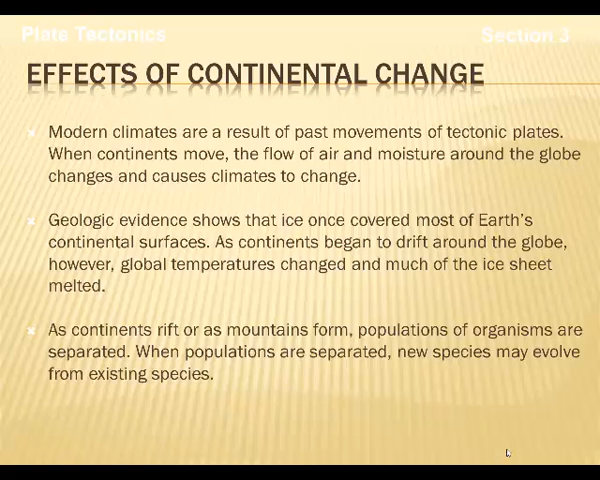 Plate Tectonics
Section 3
EFFECTS OF CONTINENTAL CHANGE
Modern climates are a result of past movements of tectonic plates.
When continents move, the flow of air and moisture around the globe
changes and causes climates to change.
Geologic evidence shows that ice once covered most of Earth's
continental surfaces. As continents began to drift around the globe,
however, global temperatures changed and much of the ice sheet
melted.
As continents rift or as mountains form, populations of organisms are
separated. When populations are separated, new species may evolve
from existing species.